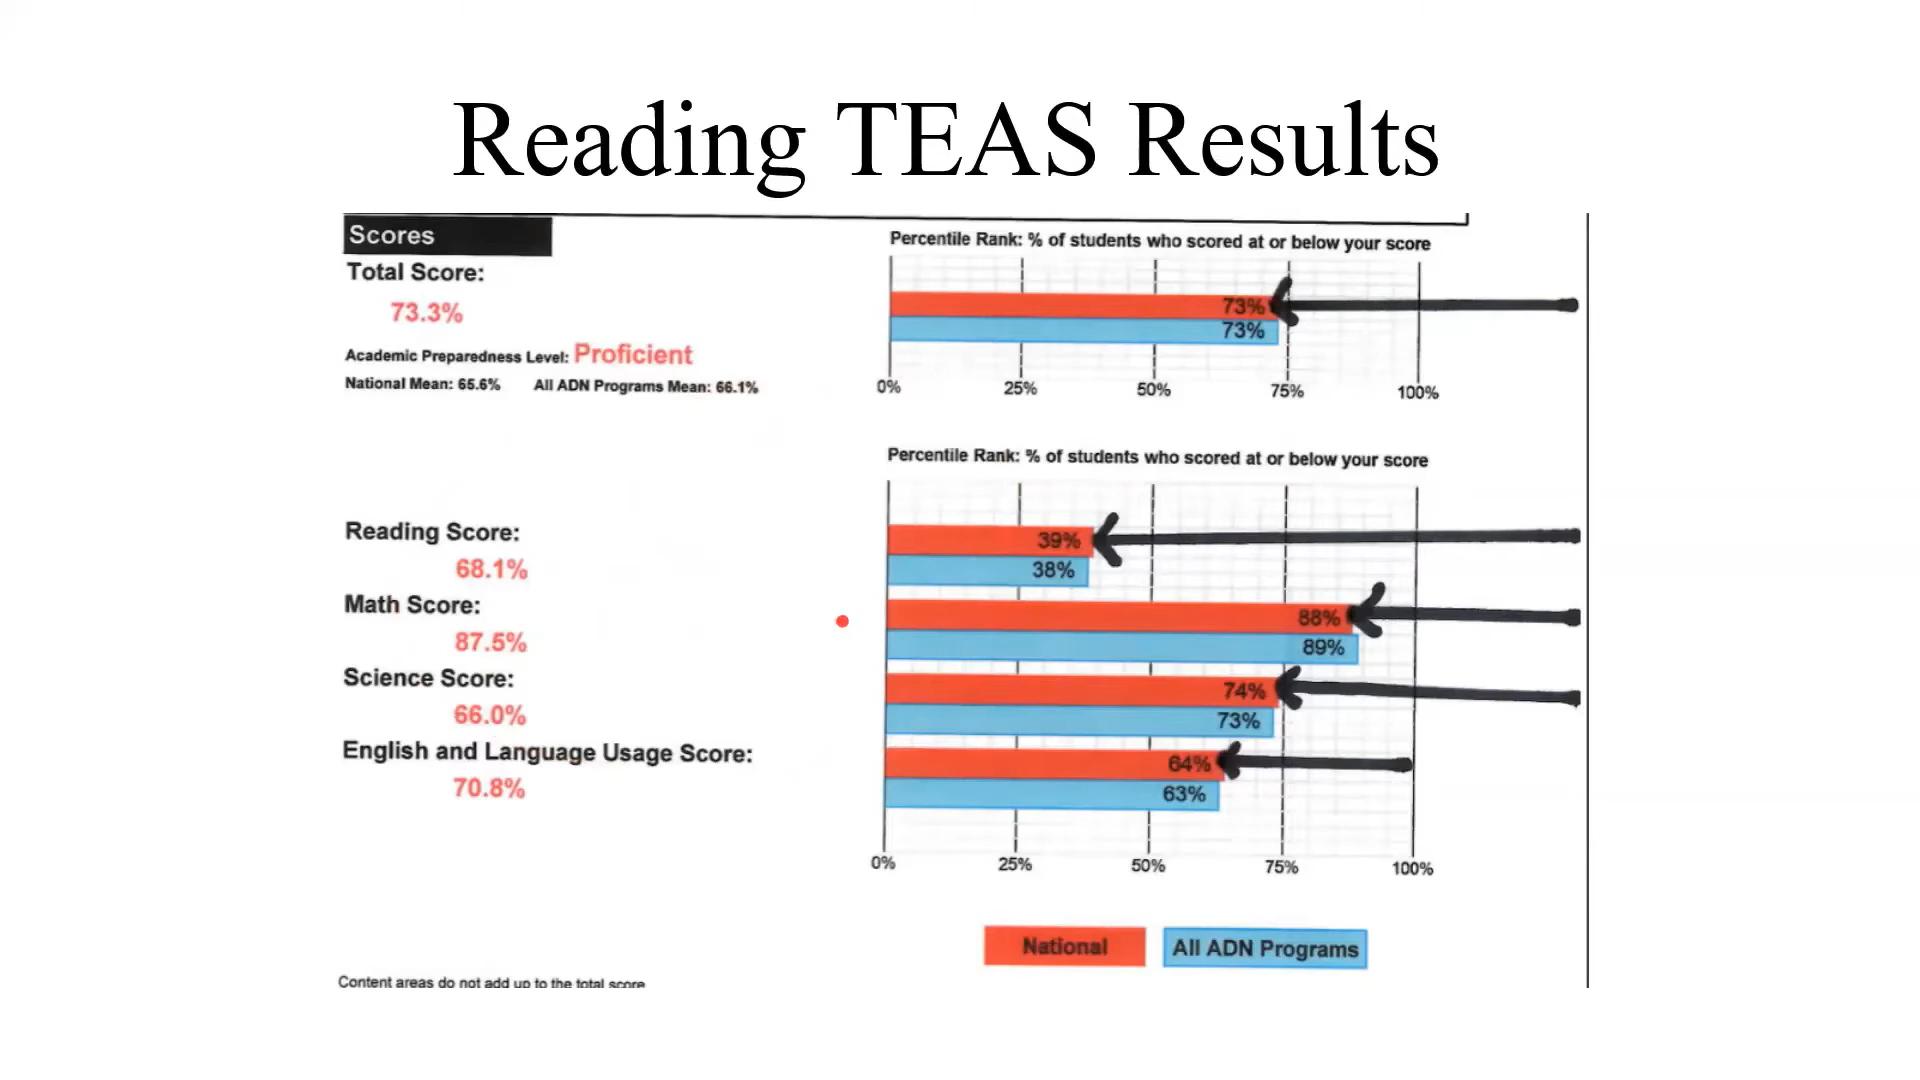 Reading TEAS Results
Scores
Total Score:
73.3%
Academic Preparedness Level: Proficient
National Mean: 65.6% All ADN Programs Mean: 66.1%
Percentile Rank: % of students who scored at or below your score
73%
73%
0% 25% 50% 75% 100%
Percentile Rank: % of students who scored at or below your score
Reading Score:
68.1%
Math Score:
87.5%
Science Score:
66.0%
English and Language Usage Score:
70.8%
39%
38%
88%
89%
74%
73%
64%
63%
0% 25% 50% 75% 100%
National All ADN Programs
Content areas do not add up to the total score